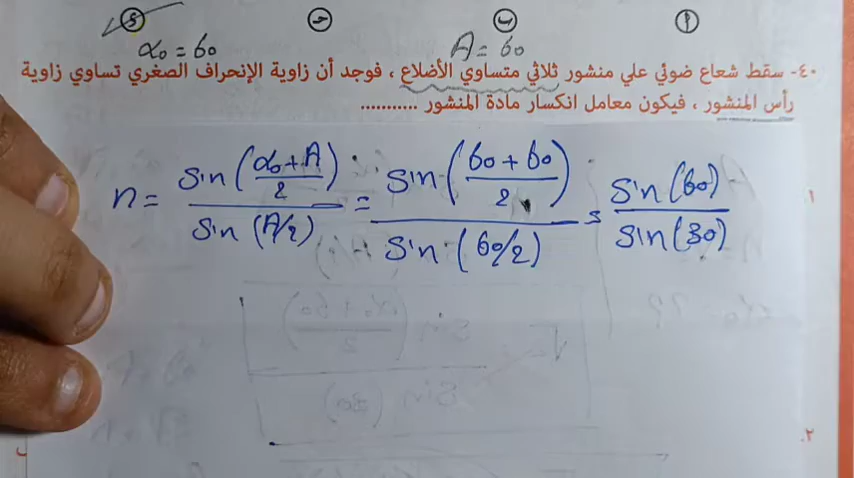 أ ب جـ د
α₀ = 60 A = 60
٤٠- سقط شعاع ضوئي علي منشور ثلاثي متساوي الأضلاع ، فوجد أن زاوية الإنحراف الصغري تساوي زاوية
رأس المنشور ، فيكون معامل انكسار مادة المنشور ...........
n = sin((α₀+A)/2) / sin(A/2) = sin((60+60)/2) / sin(60/2) = sin(60) / sin(30)
١.
٢.